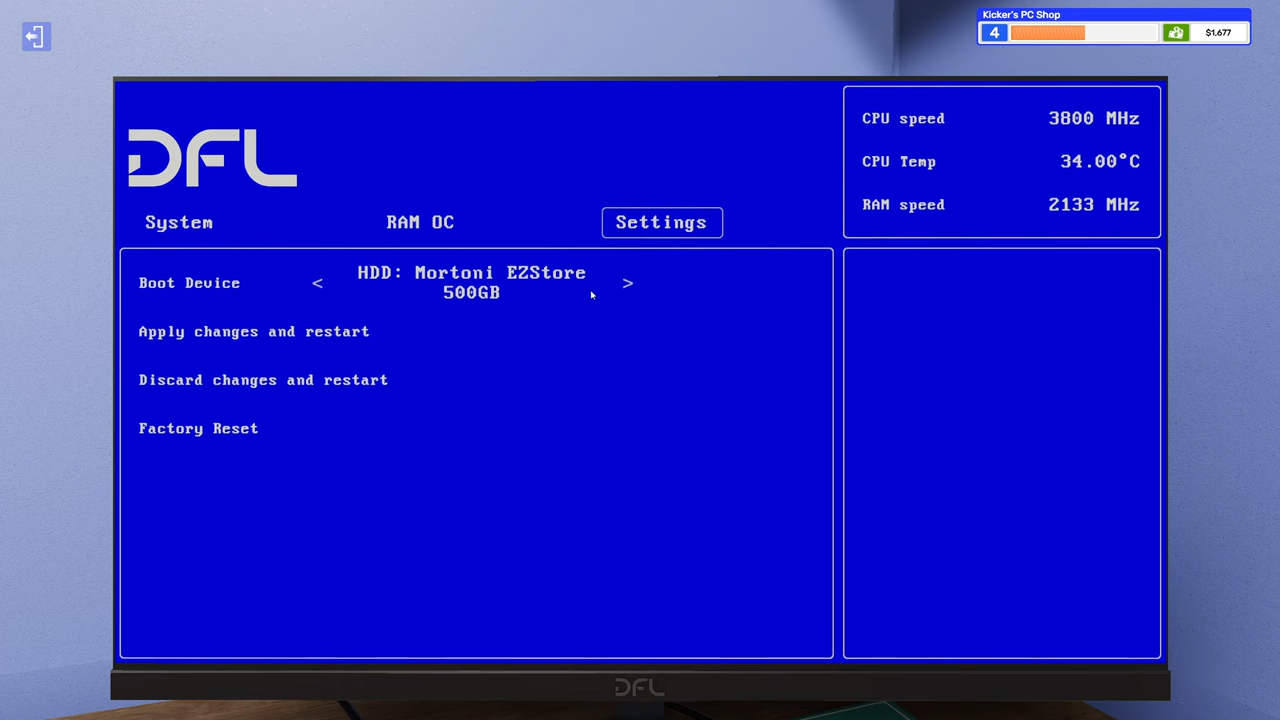 Kicker's PC Shop
4
$1,677
DFL
CPU speed 3800 MHz
CPU Temp 34.00°C
RAM speed 2133 MHz
System RAM OC Settings
Boot Device < HDD: Mortoni EZStore
500GB >
Apply changes and restart
Discard changes and restart
Factory Reset
DFL